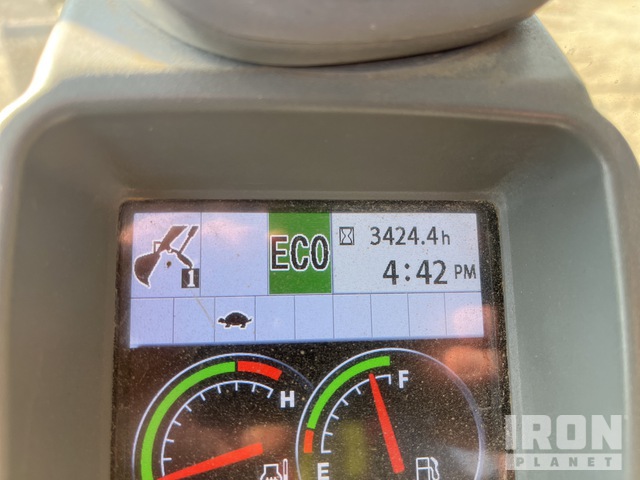 ECO
3424.4h
1
4:42 PM
H
F
E
IRON
PLANET